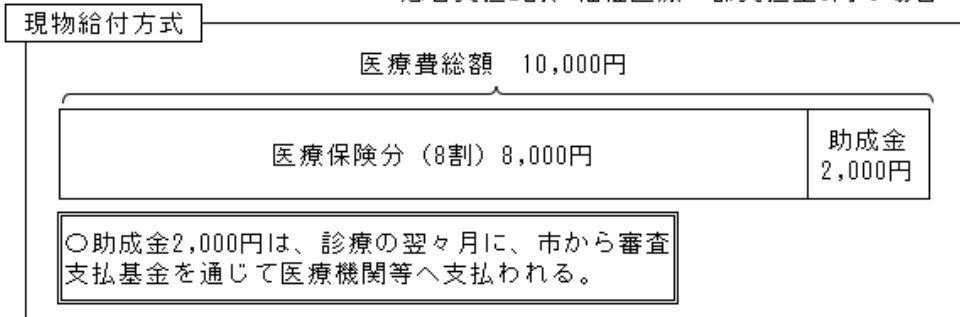 現物給付方式
医療費総額 10,000円
医療保険分（8割）8,000円
助成金
2,000円
〇助成金2,000円は、診療の翌々月に、市から審査
支払基金を通じて医療機関等へ支払われる。